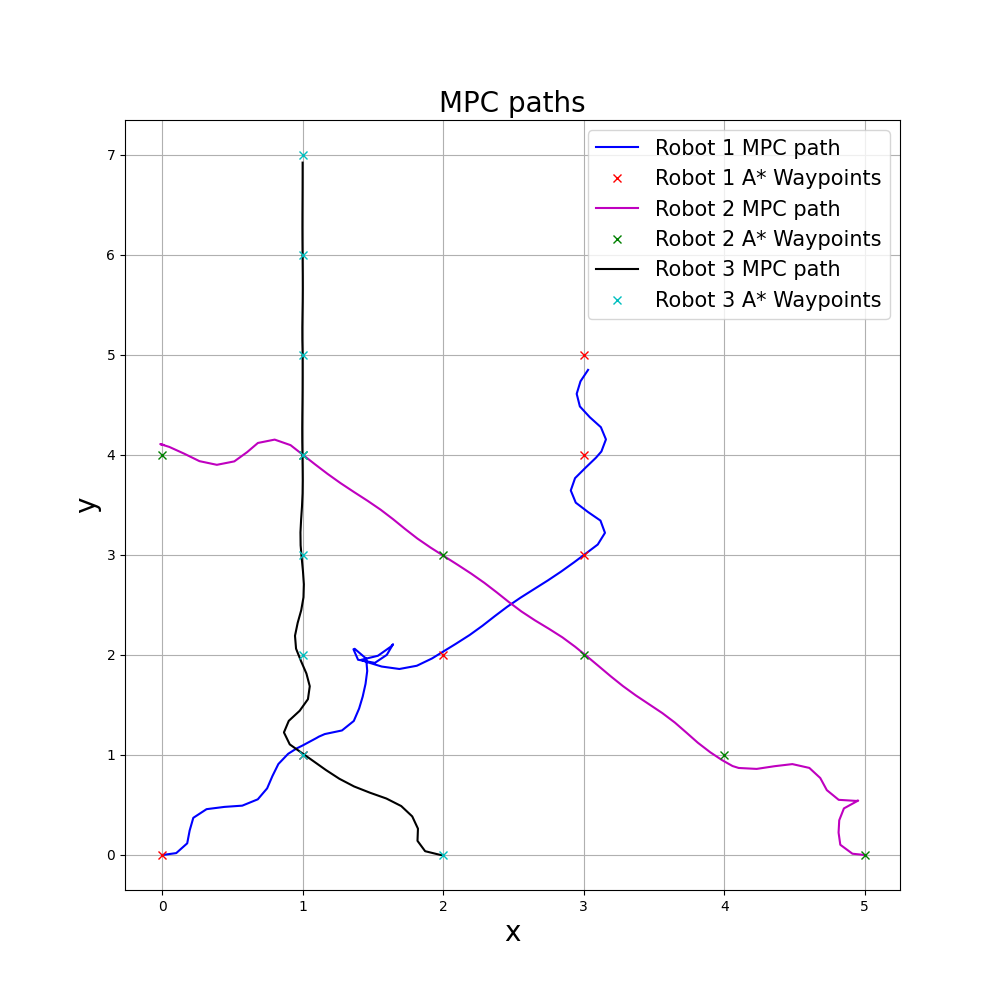 MPC paths
Robot 1 MPC path
Robot 1 A* Waypoints
Robot 2 MPC path
Robot 2 A* Waypoints
Robot 3 MPC path
Robot 3 A* Waypoints
7
6
5
4
3
2
1
0
y
0 1 2 3 4 5
x